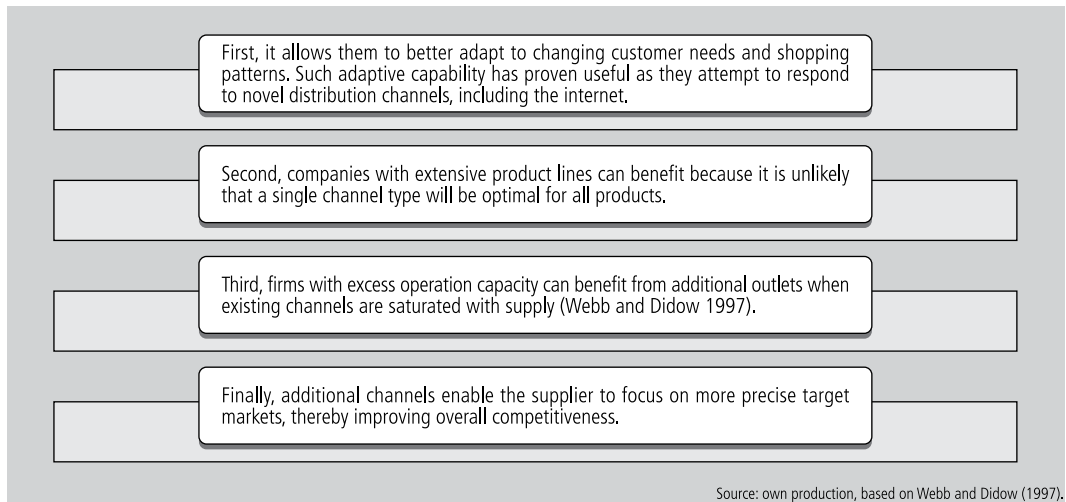 First, it allows them to better adapt to changing customer needs and shopping
patterns. Such adaptive capability has proven useful as they attempt to respond
to novel distribution channels, including the internet.
Second, companies with extensive product lines can benefit because it is unlikely
that a single channel type will be optimal for all products.
Third, firms with excess operation capacity can benefit from additional outlets when
existing channels are saturated with supply (Webb and Didow 1997).
Finally, additional channels enable the supplier to focus on more precise target
markets, thereby improving overall competitiveness.
Source: own production, based on Webb and Didow (1997).